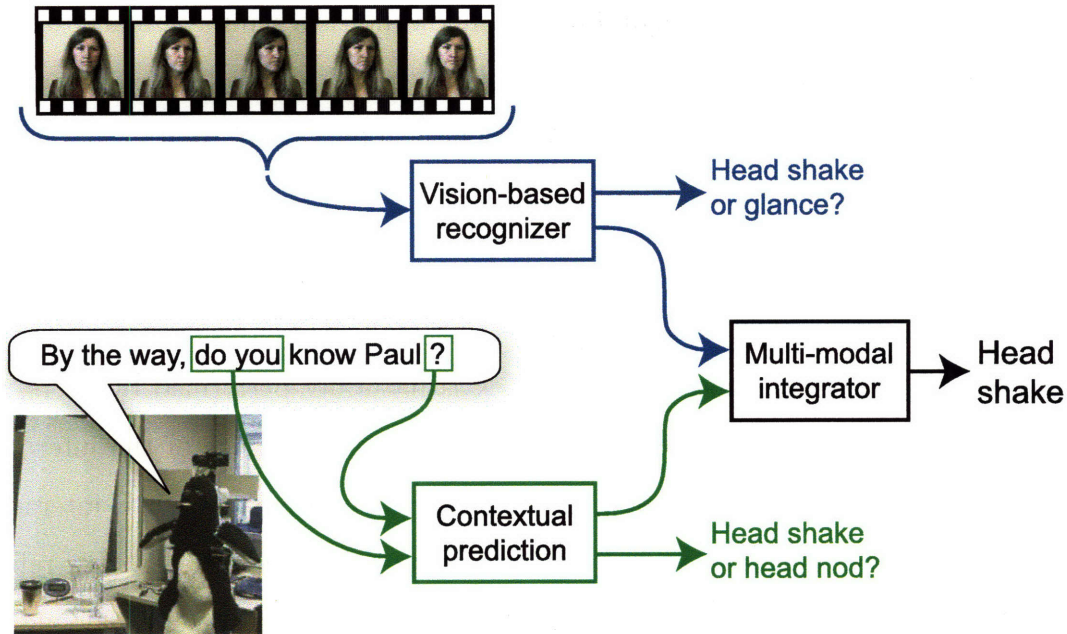 Vision-based
recognizer
Head shake
or glance?
By the way, do you know Paul ?
Multi-modal
integrator
Head
shake
Contextual
prediction
Head shake
or head nod?